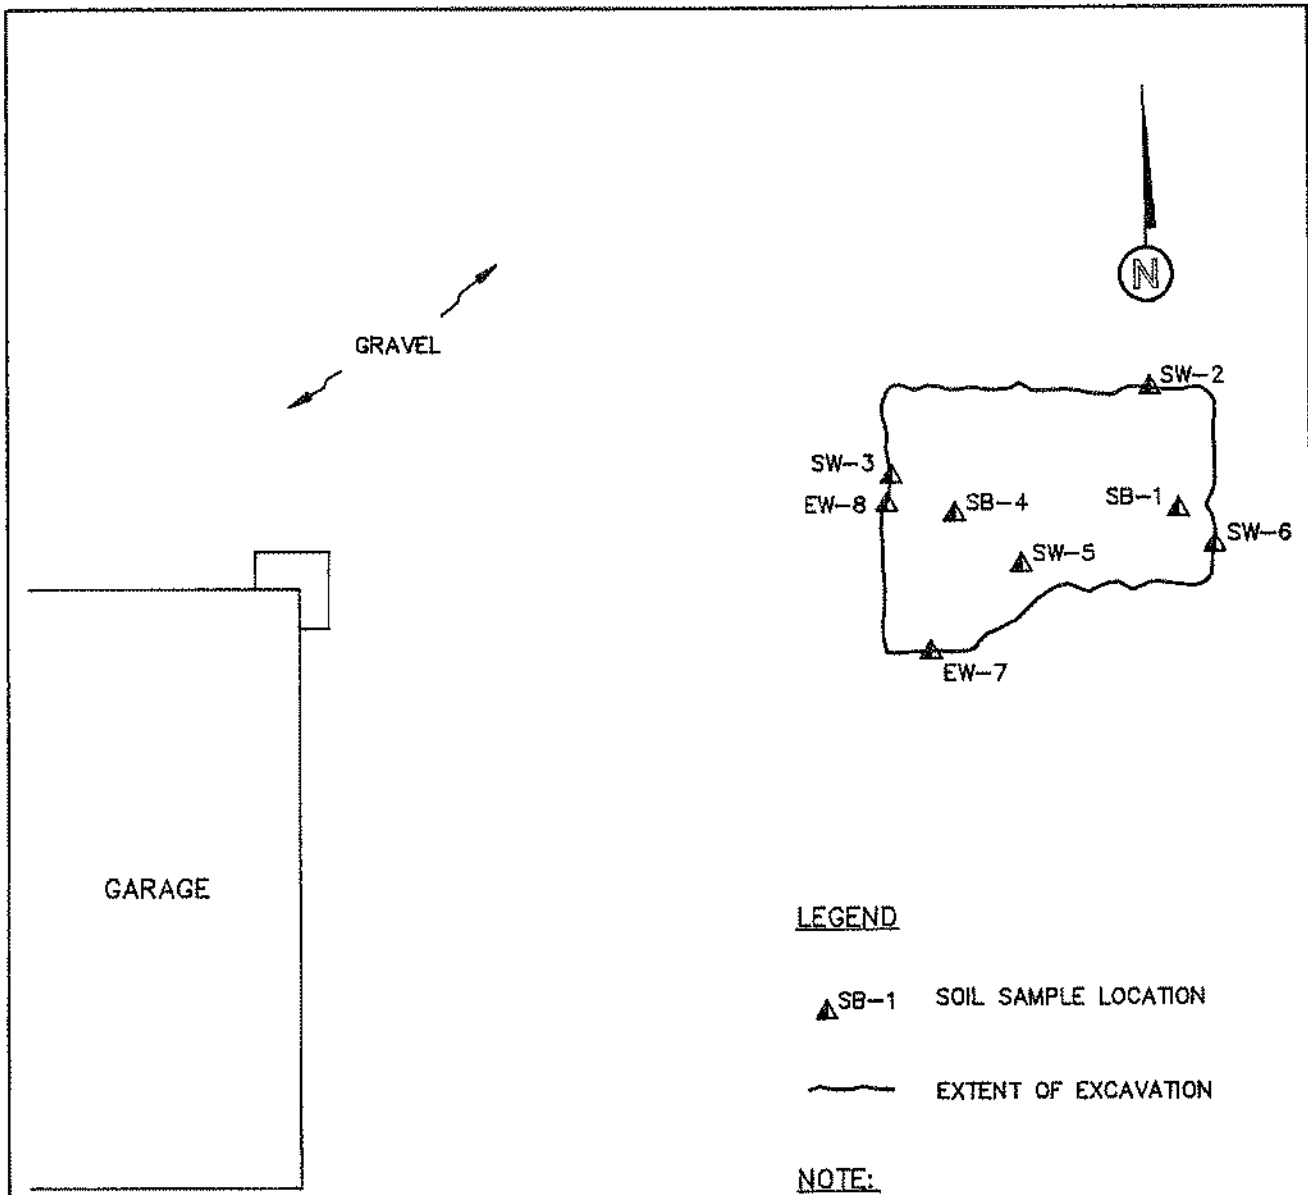 N
GRAVEL
SW-2
SW-3
EW-8
SB-4
SB-1
SW-6
SW-5
EW-7
GARAGE
LEGEND
SB-1 SOIL SAMPLE LOCATION
EXTENT OF EXCAVATION
NOTE: